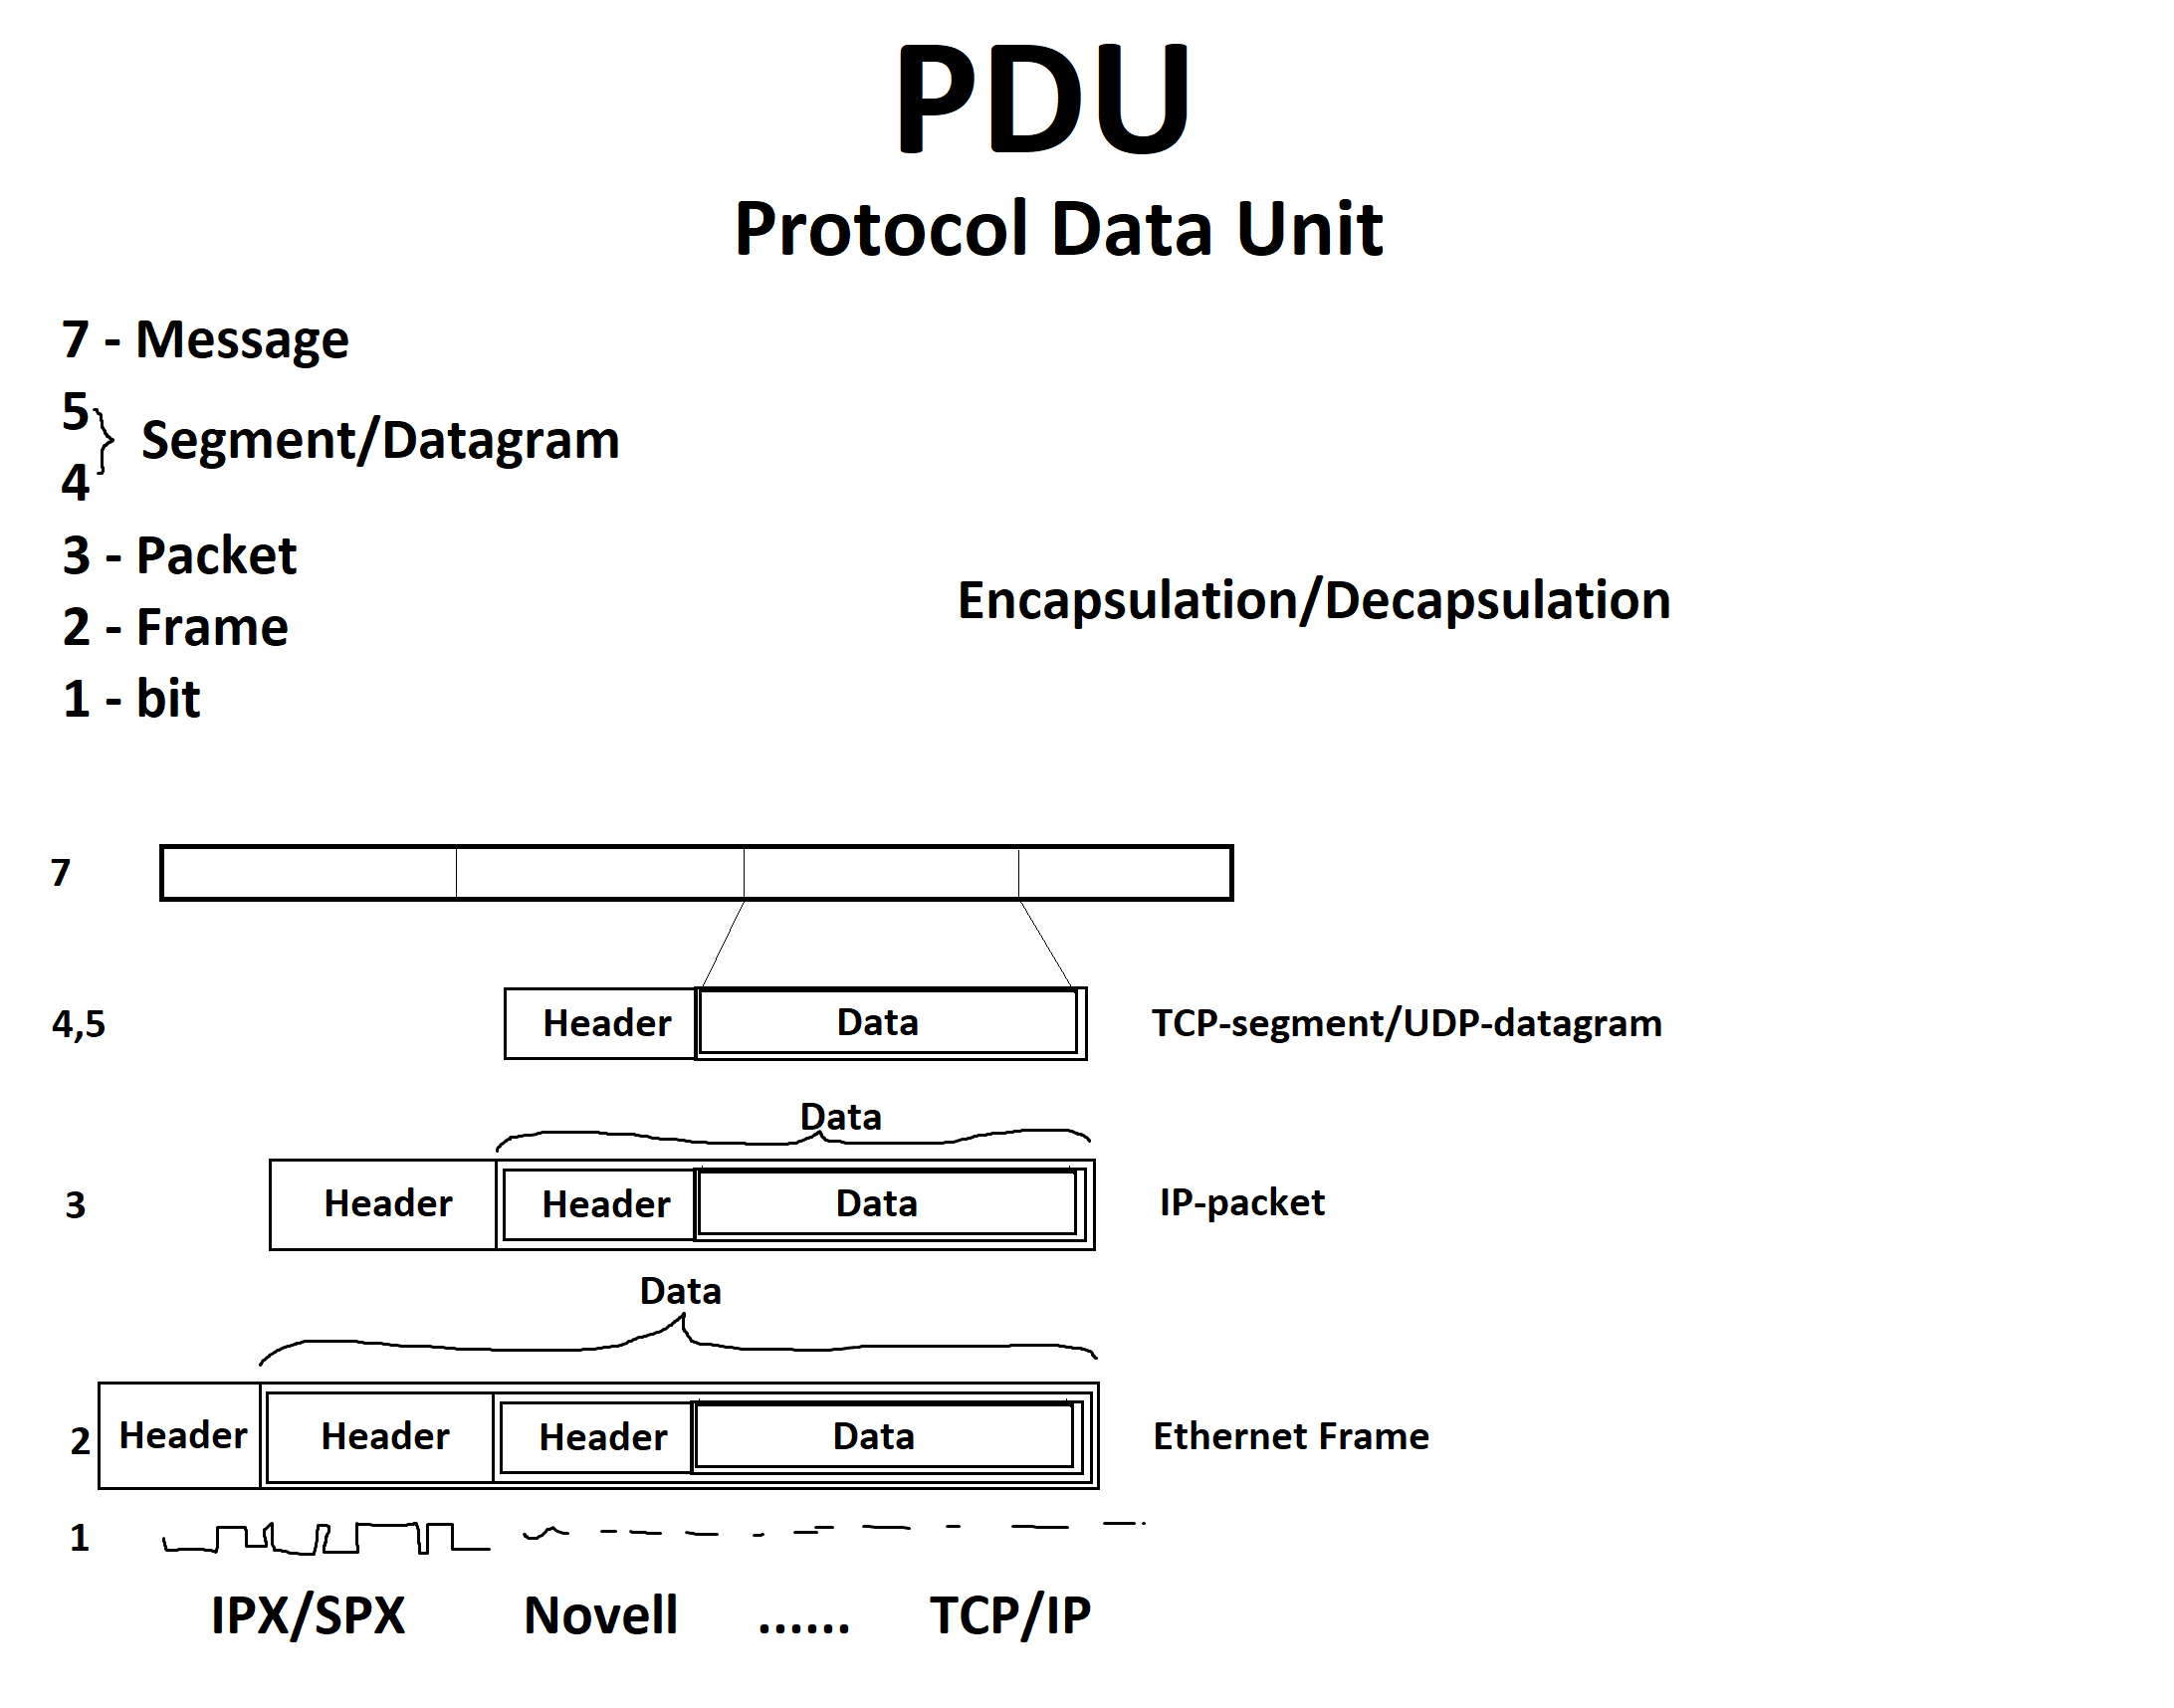 PDU
Protocol Data Unit
7 - Message
5
Segment/Datagram
4
3 - Packet
Encapsulation/Decapsulation
2 - Frame
1 - bit
7
4,5 Header Data TCP-segment/UDP-datagram
Data
3 Header Header Data IP-packet
Data
2 Header Header Header Data Ethernet Frame
1
IPX/SPX Novell ...... TCP/IP